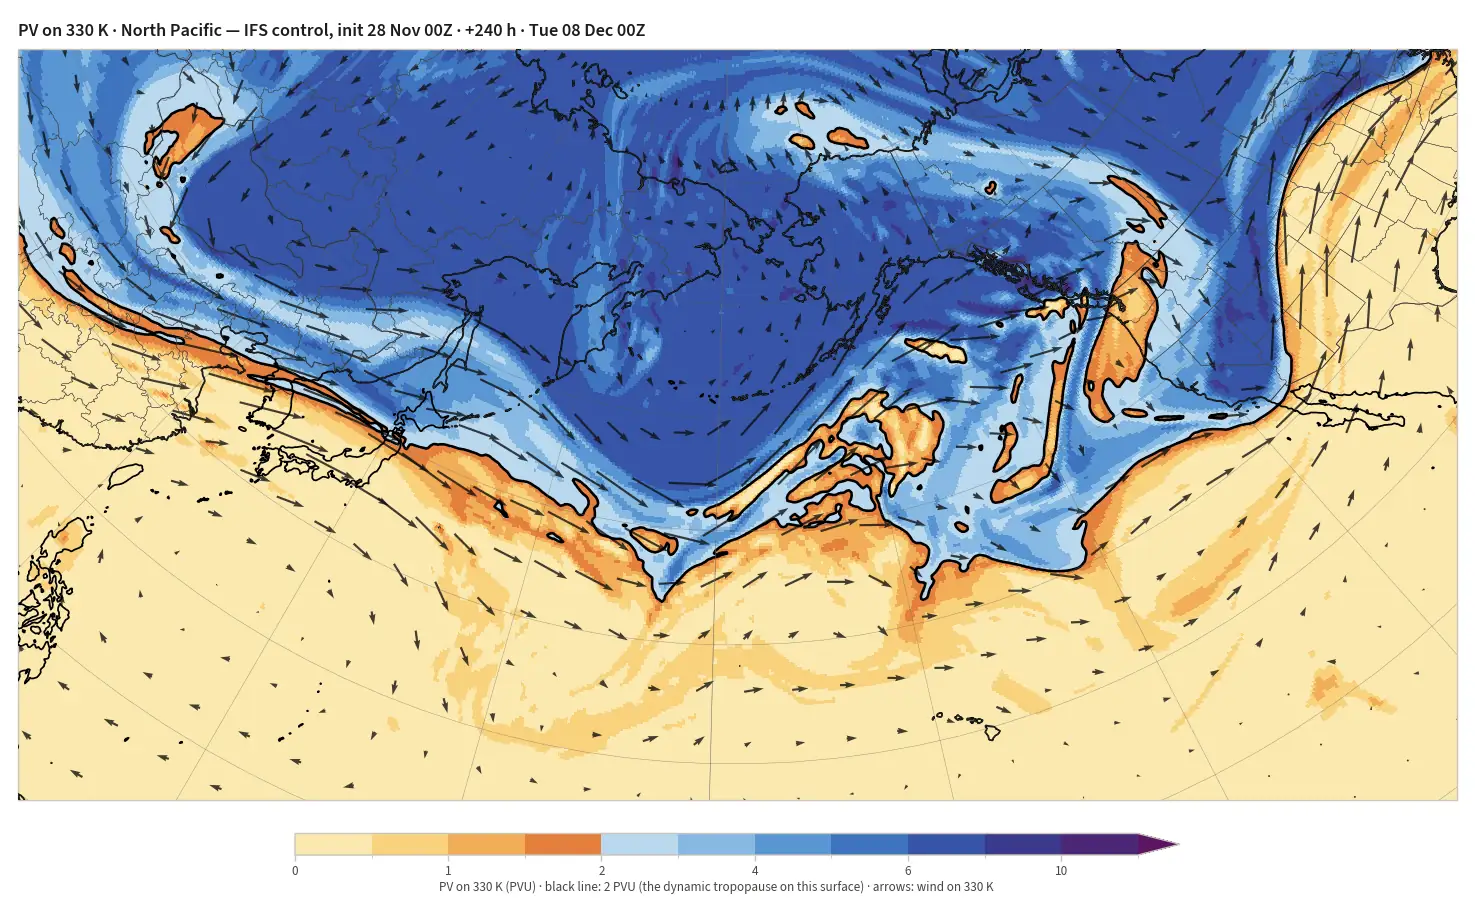 PV on 330 K · North Pacific — IFS control, init 28 Nov 00Z · +240 h · Tue 08 Dec 00Z
0 1 2 4 6 10
PV on 330 K (PVU) · black line: 2 PVU (the dynamic tropopause on this surface) · arrows: wind on 330 K